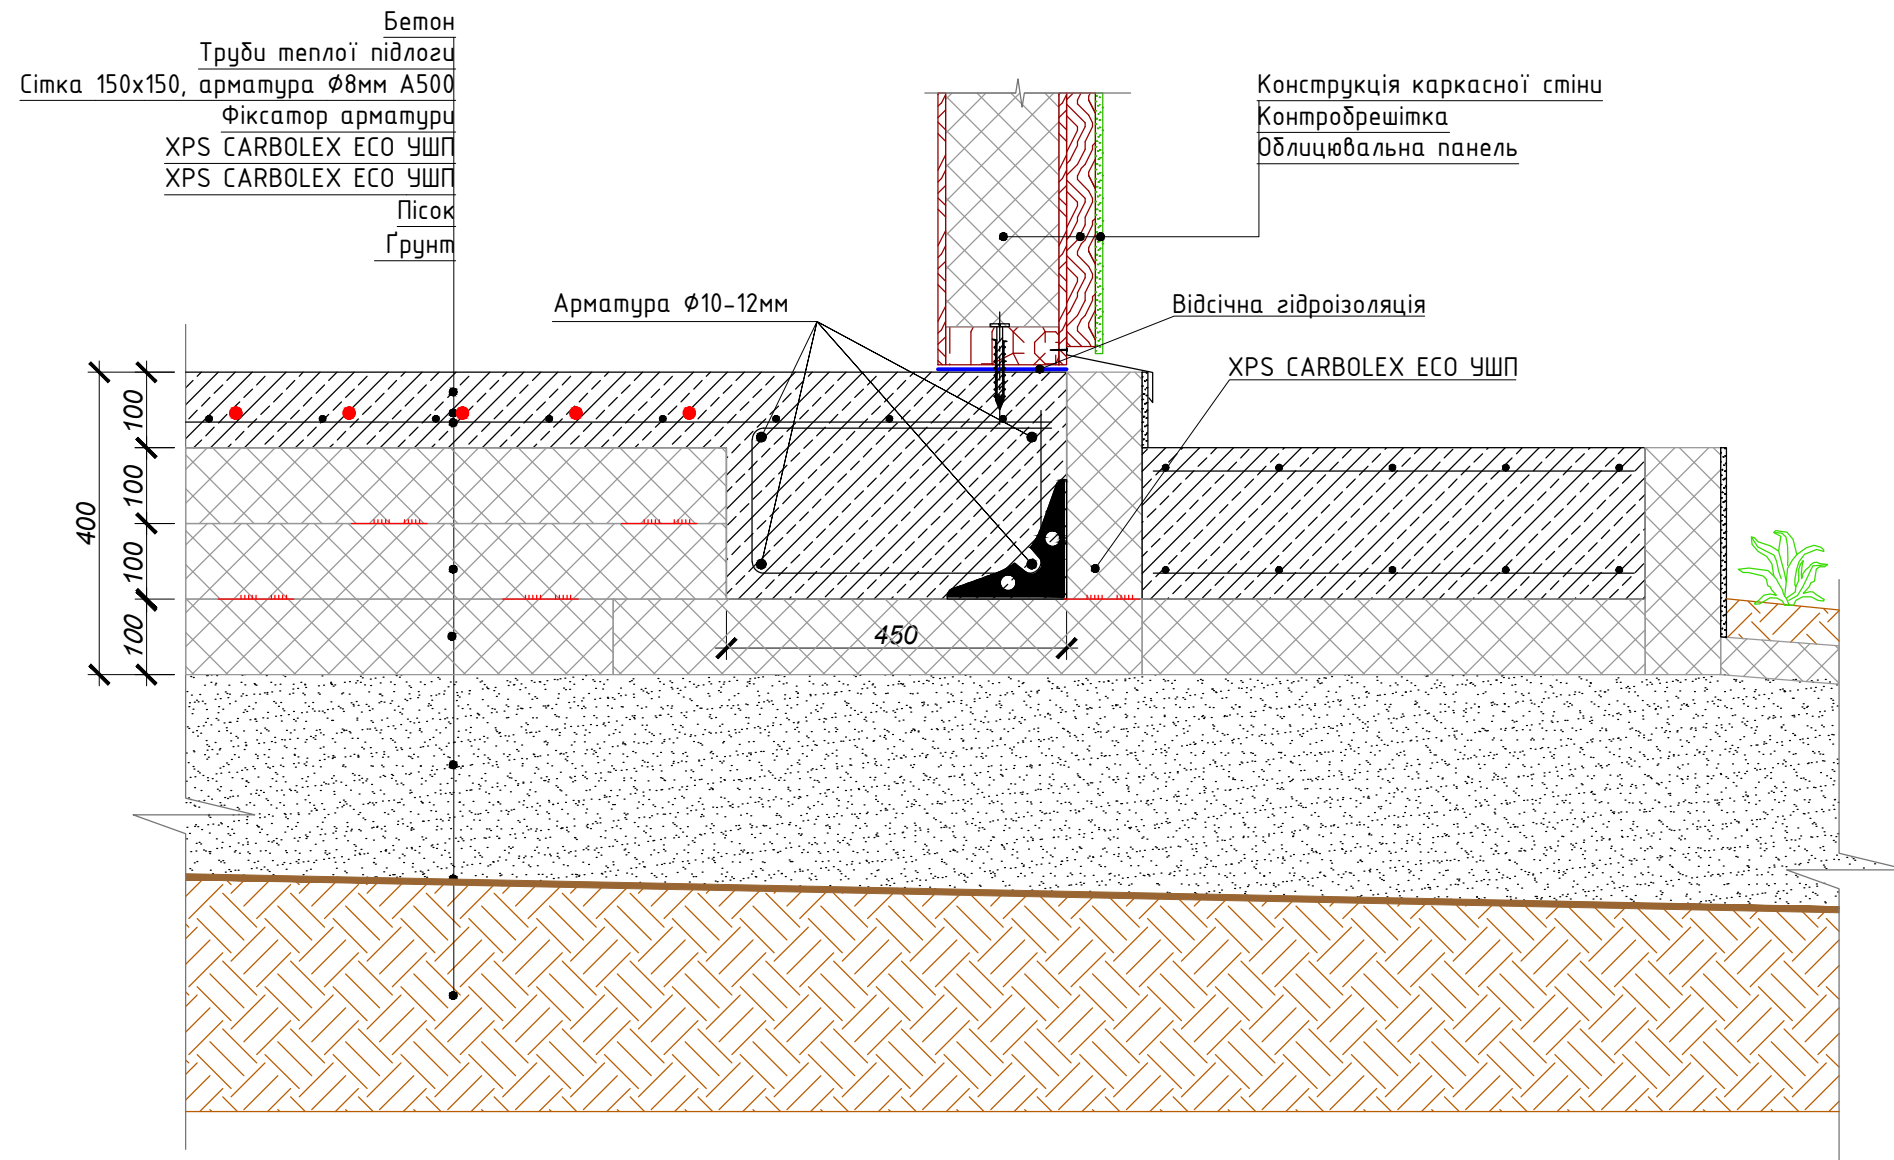 Бетон
Труби теплої підлоги
Сітка 150х150, арматура Ø8мм А500
Фіксатор арматури
XPS CARBOLEX ECO УШП
XPS CARBOLEX ECO УШП
Пісок
Ґрунт
Конструкція каркасної стіни
Контробрешітка
Облицювальна панель
Арматура Ø10-12мм
Відсічна гідроізоляція
XPS CARBOLEX ECO УШП
400
100
100
100
100
450